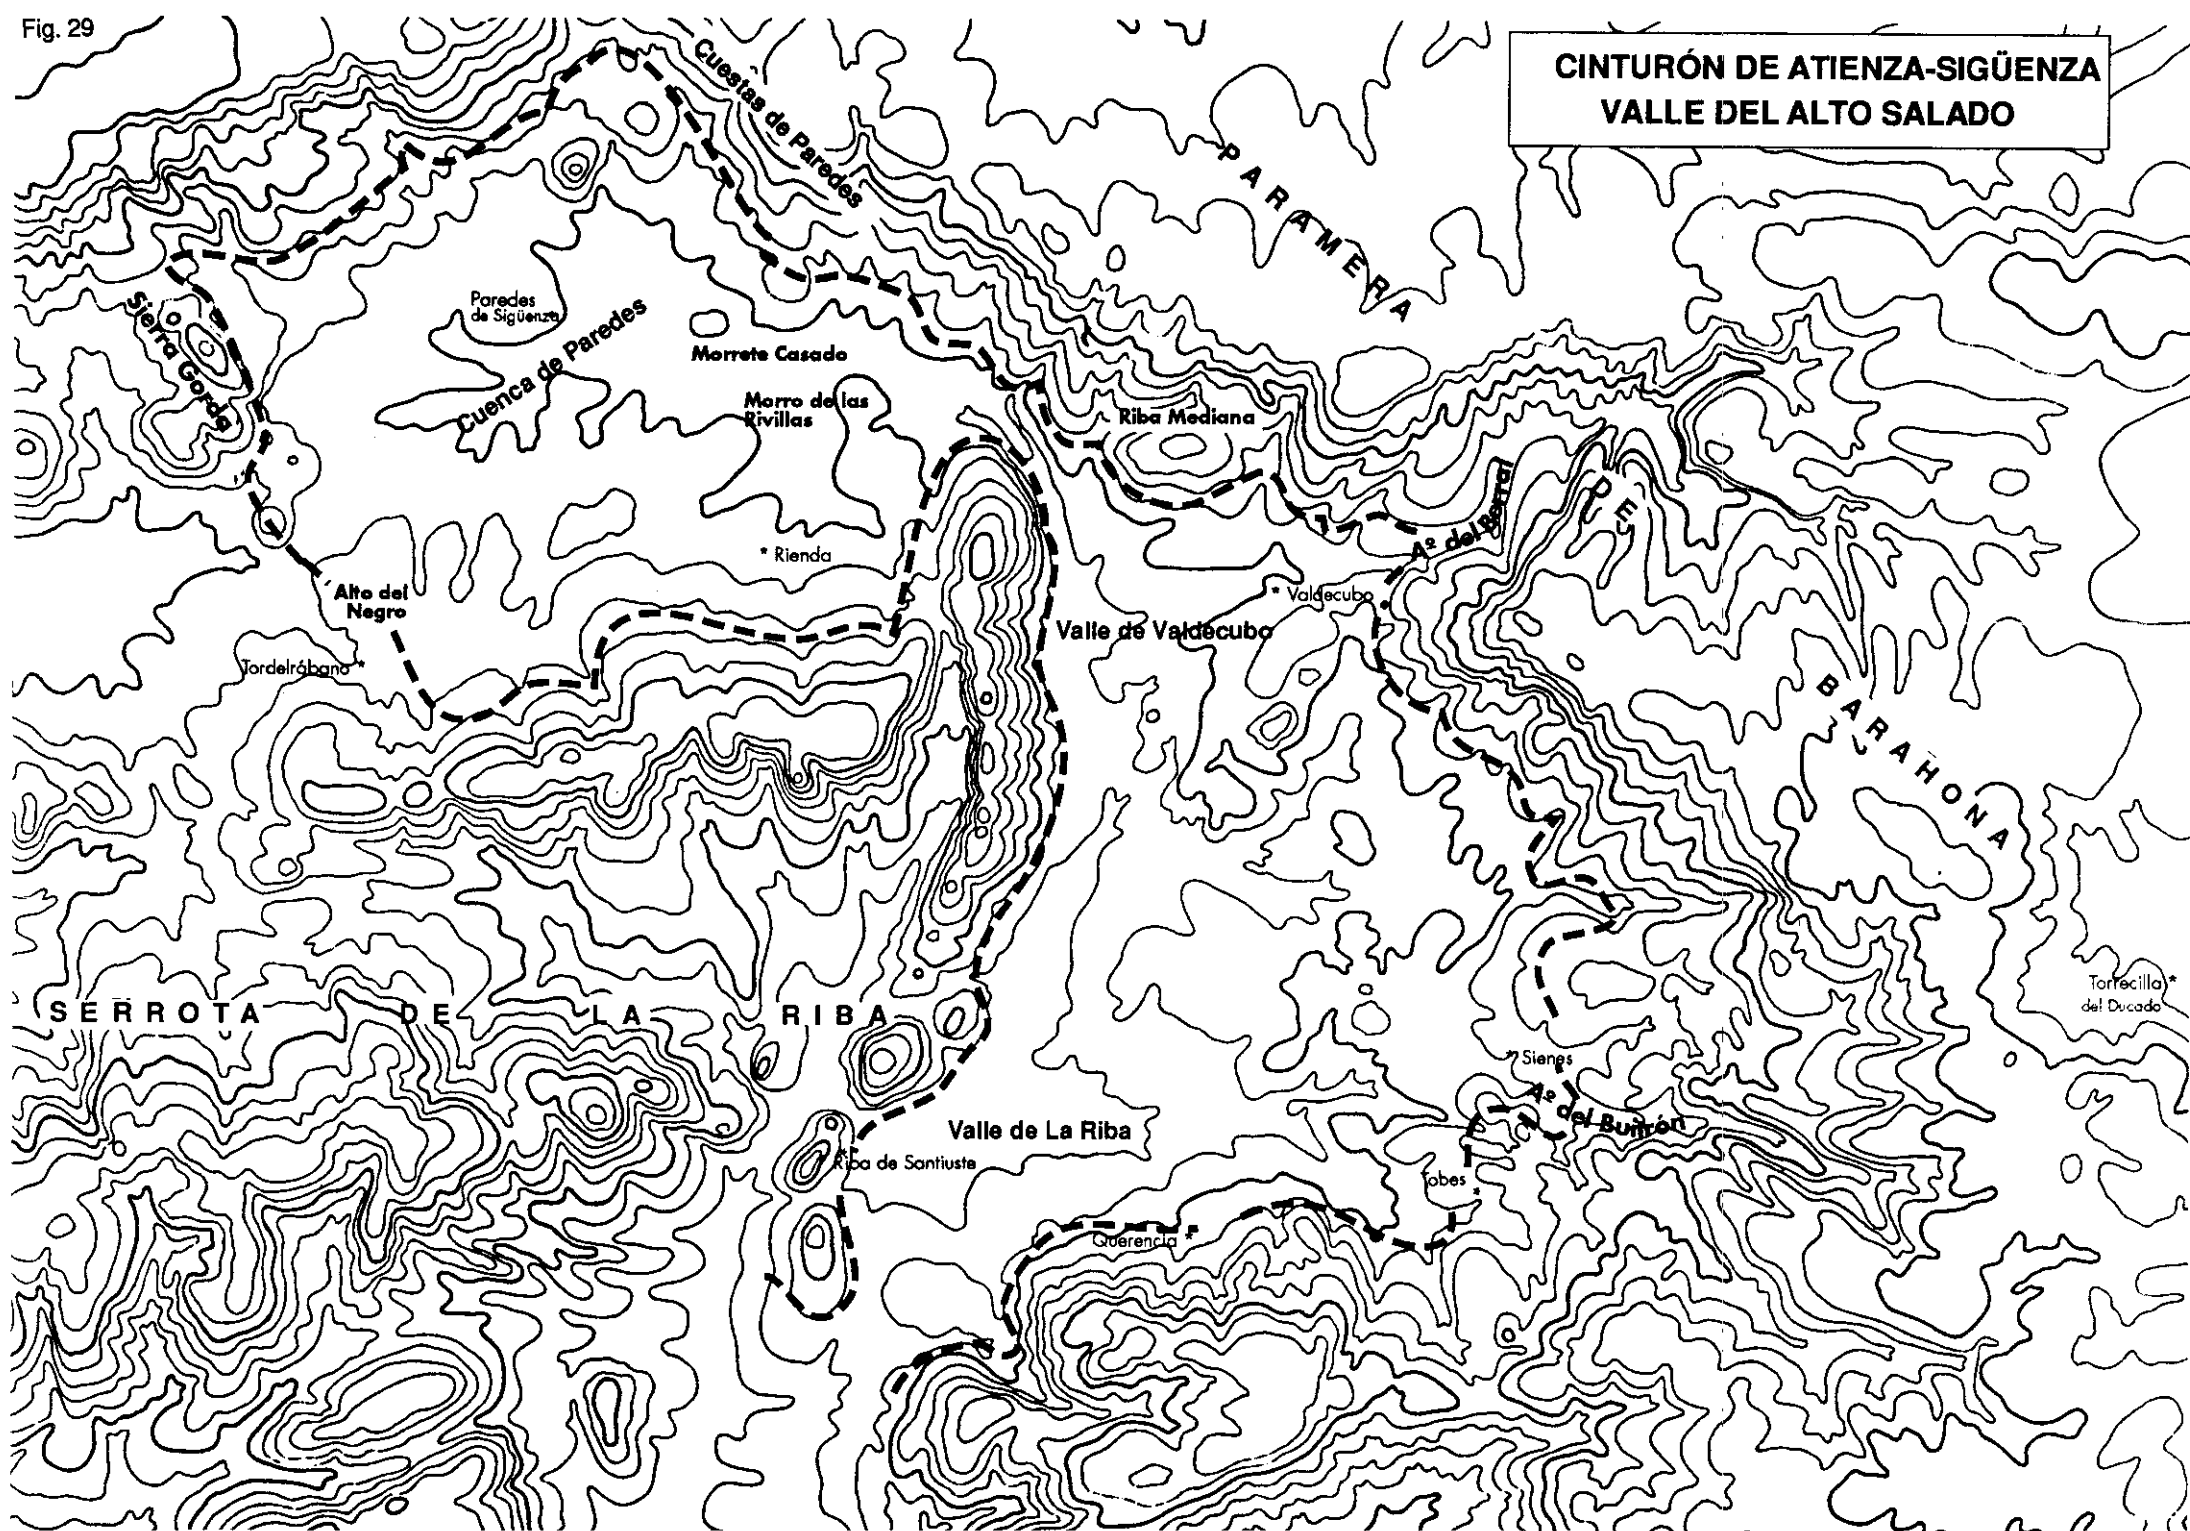 Fig. 29
CINTURÓN DE ATIENZA-SIGÜENZA
VALLE DEL ALTO SALADO
Cuestas de Paredes
PARAMERA
Sierra Gorda
Paredes
de Sigüenza
Cuenca de Paredes
Morrete Casado
Morro de las
Rivillas
Riba Mediana
Aº del Berral
DE
* Rienda
Alto del
Negro
* Valdecubo
Valle de Valdecubo
Tordelrábano *
BARAHONA
SERROTA DE LA RIBA
Torrecilla *
del Ducado
* Sienes
Aº del Buitrón
Valle de La Riba
* Riba de Santiuste
Tobes
*
Querencia *